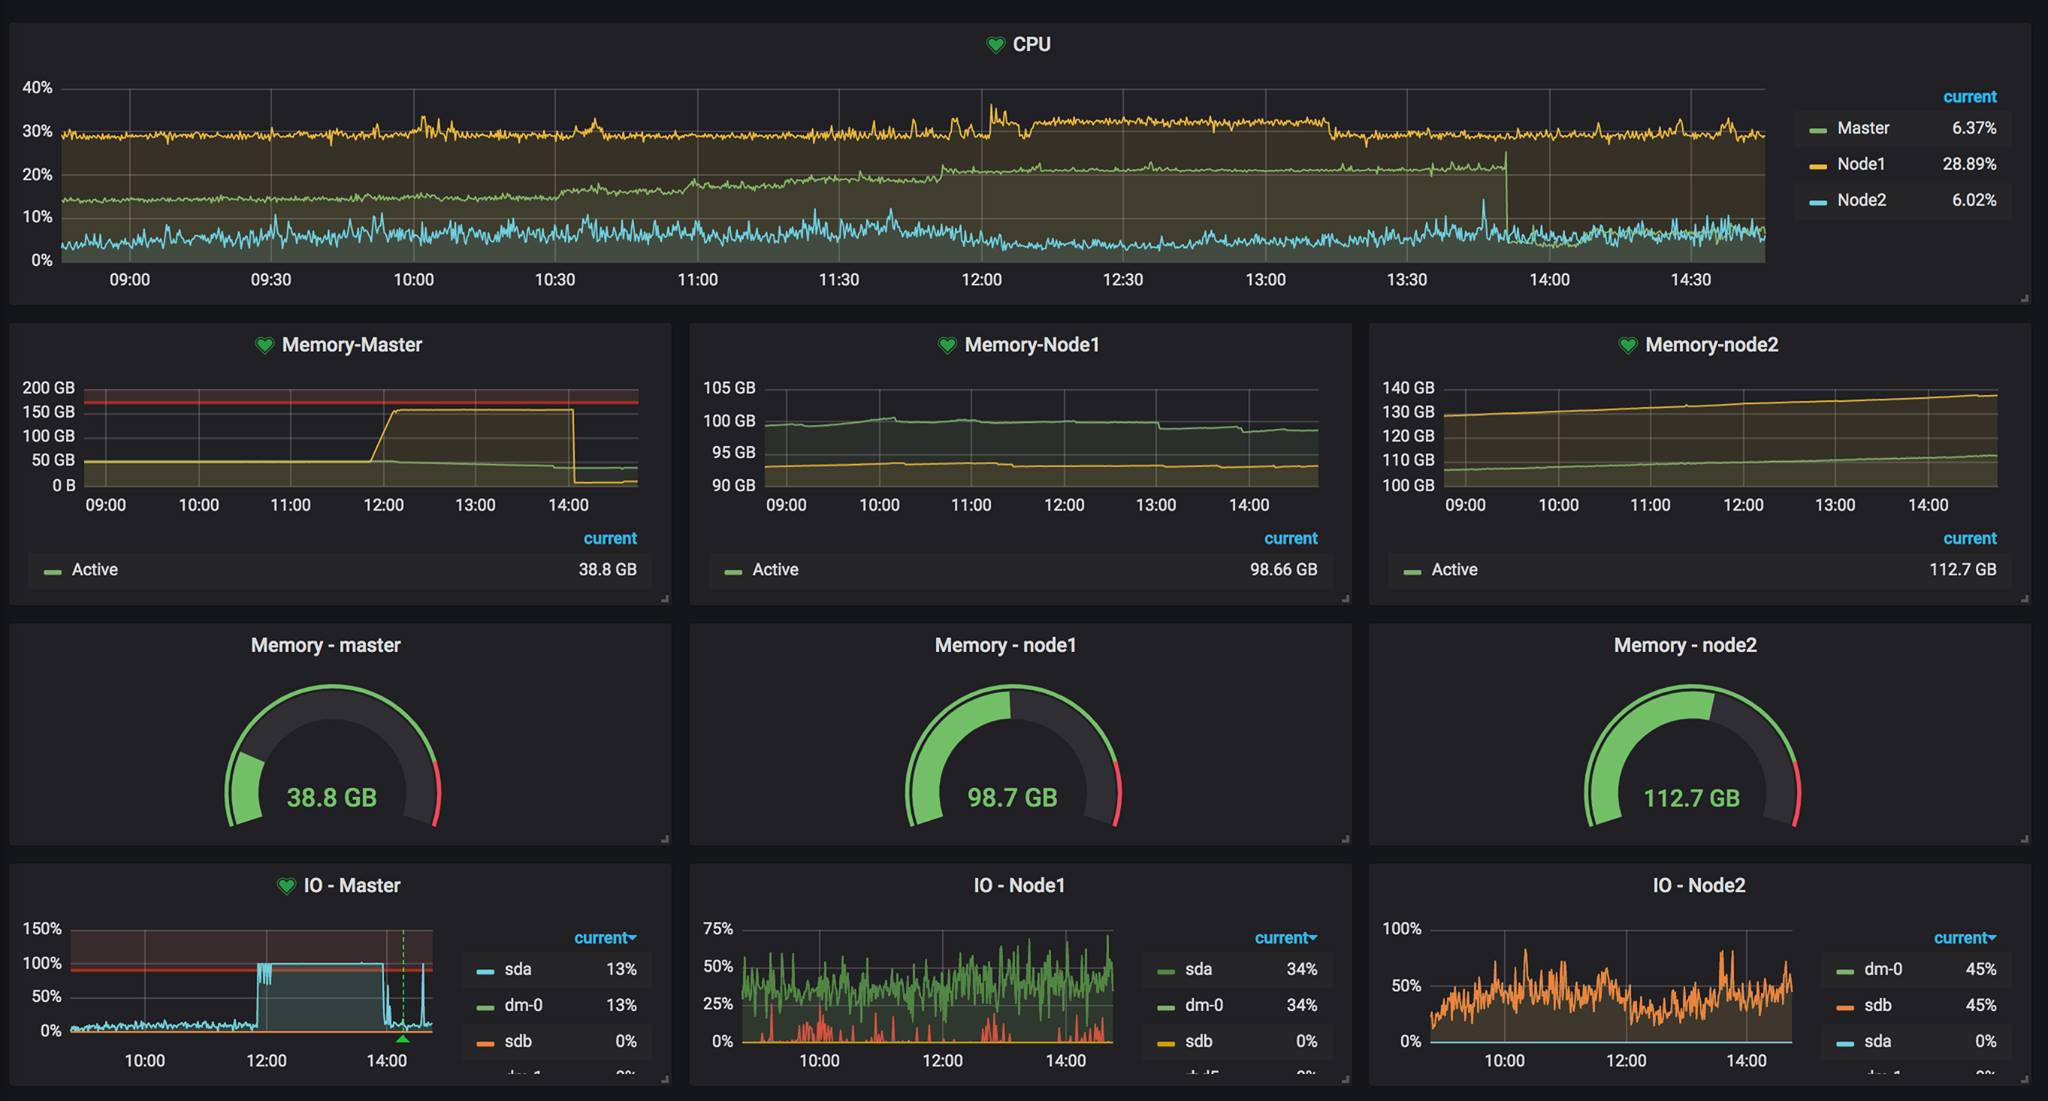 CPU
40%
30%
20%
10%
0%
09:00 09:30 10:00 10:30 11:00 11:30 12:00 12:30 13:00 13:30 14:00 14:30
current
Master 6.37%
Node1 28.89%
Node2 6.02%
Memory-Master
200 GB
150 GB
100 GB
50 GB
0 B
09:00 10:00 11:00 12:00 13:00 14:00
current
Active 38.8 GB
Memory-Node1
105 GB
100 GB
95 GB
90 GB
09:00 10:00 11:00 12:00 13:00 14:00
current
Active 98.66 GB
Memory-node2
140 GB
130 GB
120 GB
110 GB
100 GB
09:00 10:00 11:00 12:00 13:00 14:00
current
Active 112.7 GB
Memory - master
38.8 GB
Memory - node1
98.7 GB
Memory - node2
112.7 GB
IO - Master
150%
100%
50%
0%
10:00 12:00 14:00
current
sda 13%
dm-0 13%
sdb 0%
IO - Node1
75%
50%
25%
0%
10:00 12:00 14:00
current
sda 34%
dm-0 34%
sdb 0%
IO - Node2
100%
50%
0%
10:00 12:00 14:00
current
dm-0 45%
sdb 45%
sda 0%